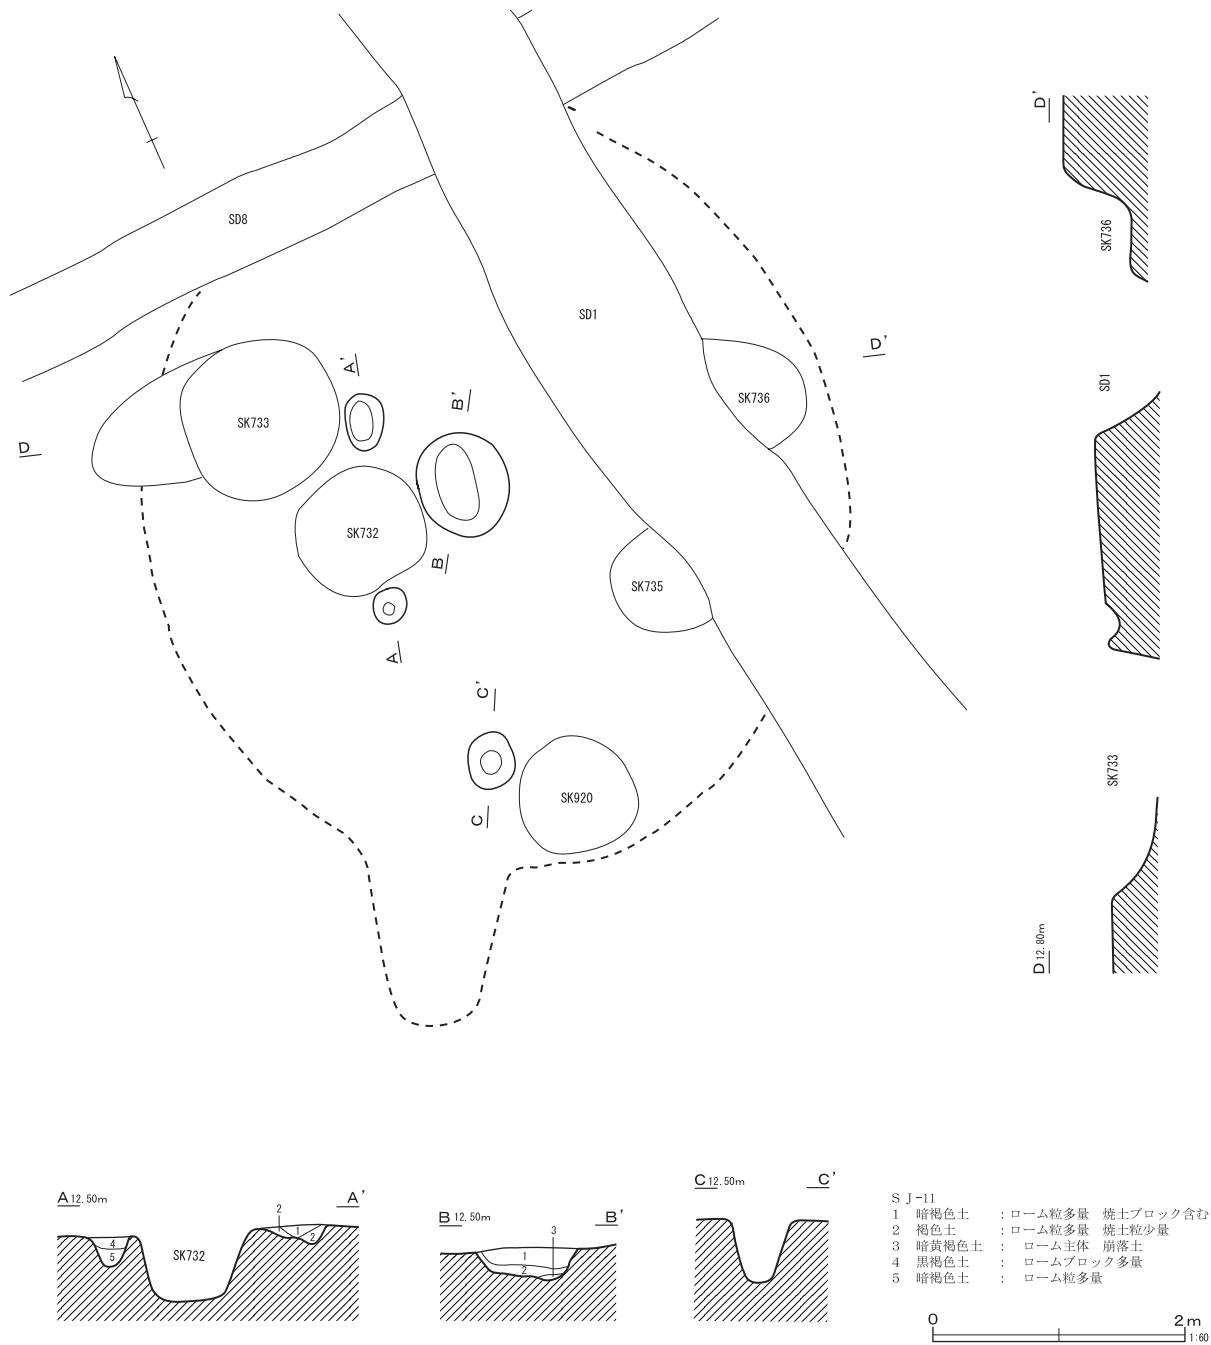 SD8
SD1
SK733
SK732
SK736
SK735
SK920
A'
B'
B
A
C'
C
D
D'
D'
SK736
SD1
SK733
D 12.80m
A 12.50m
A'
2
1
2
4
5
SK732
B 12.50m
B'
3
1
2
C 12.50m
C'
SJ-11
1 暗褐色土 :ローム粒多量 焼土ブロック含む
2 褐色土 :ローム粒多量 焼土粒少量
3 暗黄褐色土 : ローム主体 崩落土
4 黒褐色土 : ロームブロック多量
5 暗褐色土 : ローム粒多量
0 2m
1:60